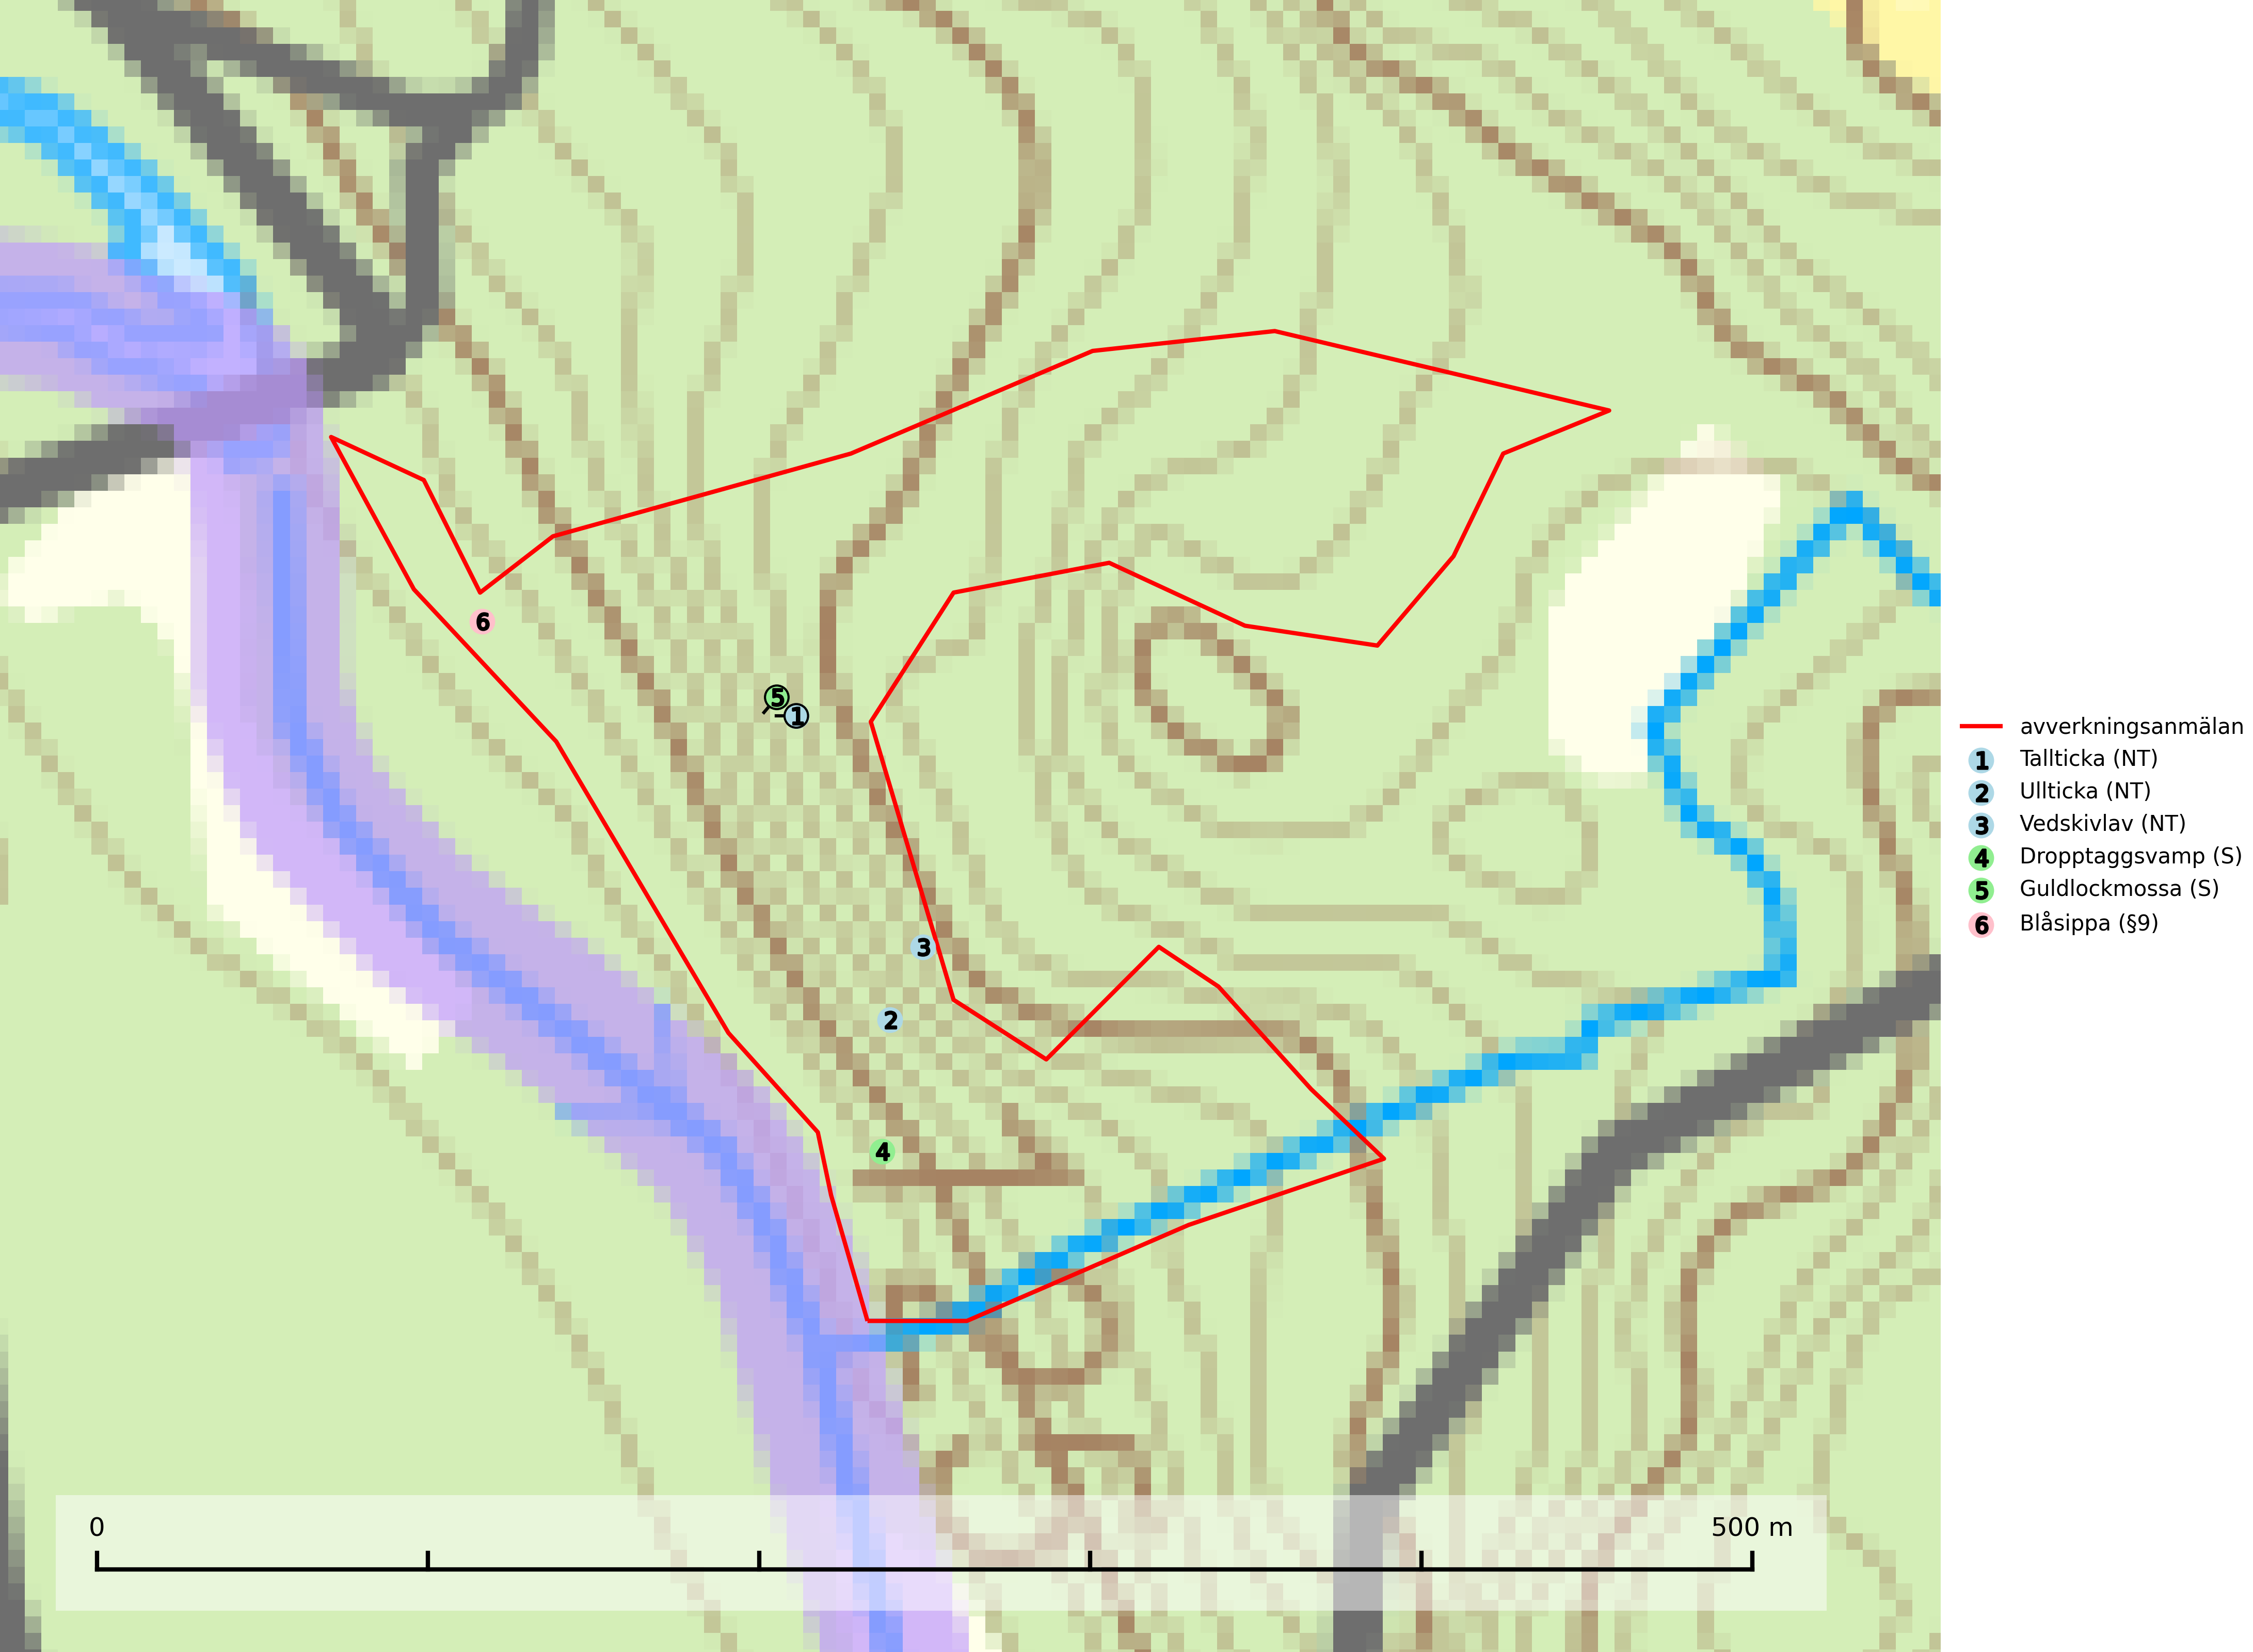 6
5
1
3
2
4
0
500 m
avverkningsanmälan
1 Tallticka (NT)
2 Ullticka (NT)
3 Vedskivlav (NT)
4 Dropptaggsvamp (S)
5 Guldlockmossa (S)
6 Blåsippa (§9)